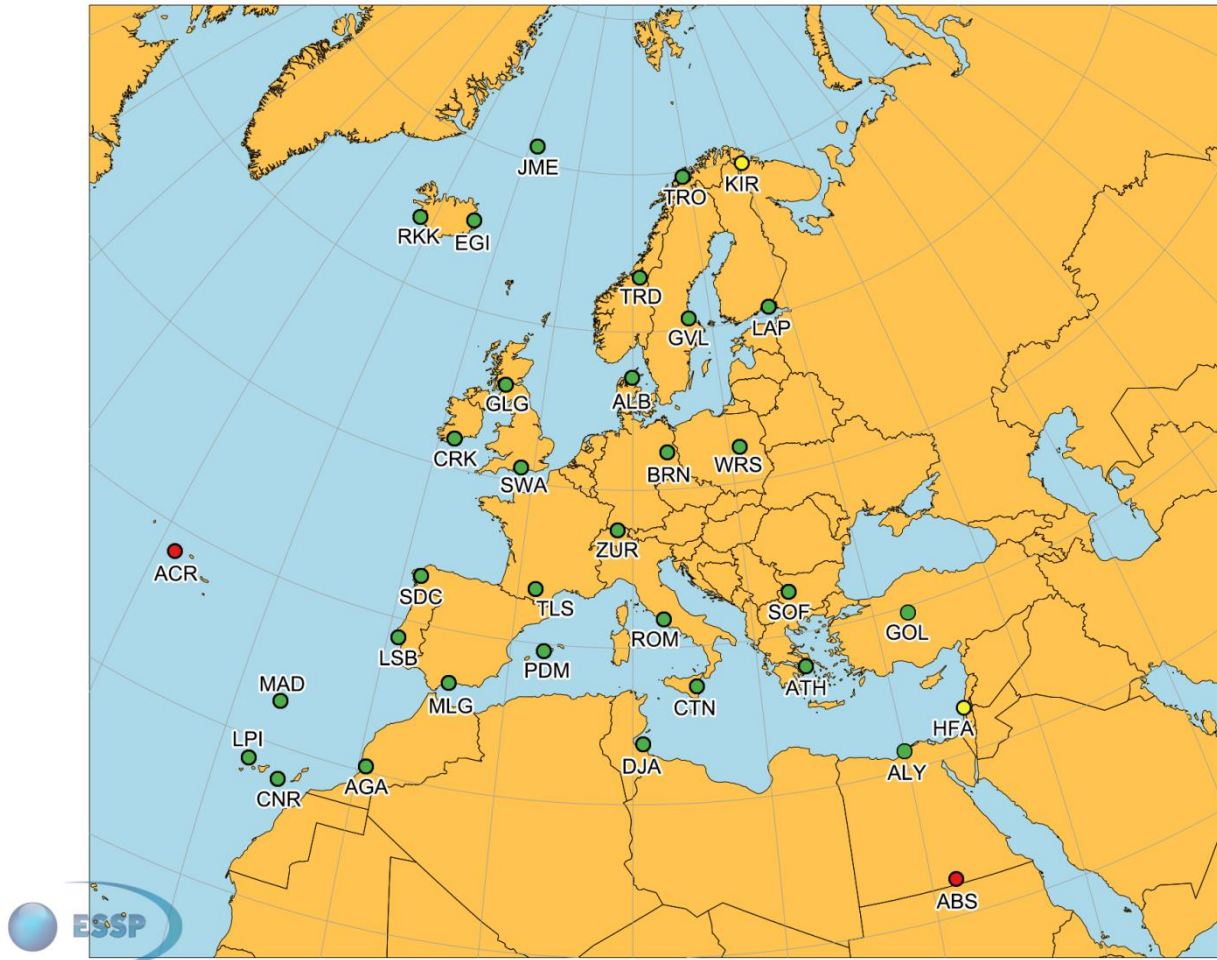 JME
TRO
KIR
RKK
EGI
TRD
GVL
LAP
GLG
ALB
CRK
SWA
BRN
WRS
ZUR
ACR
SDC
TLS
SOF
ROM
GOL
LSB
PDM
ATH
MAD
MLG
CTN
HFA
LPI
DJA
ALY
CNR
AGA
ABS
ESSP